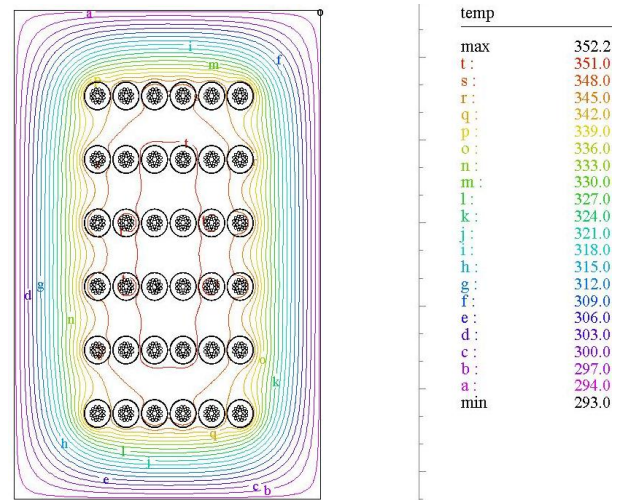 temp
max 352.2
t : 351.0
s : 348.0
r : 345.0
q : 342.0
p : 339.0
o : 336.0
n : 333.0
m : 330.0
l : 327.0
k : 324.0
j : 321.0
i : 318.0
h : 315.0
g : 312.0
f : 309.0
e : 306.0
d : 303.0
c : 300.0
b : 297.0
a : 294.0
min 293.0
a
o
i
f
m
t
d
g
n
o
k
q
h
l
j
e
c
b